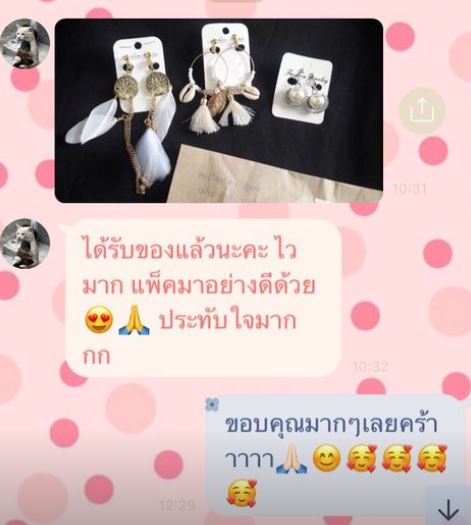 10:31
ได้รับของแล้วนะคะ ไว
มาก แพ็คมาอย่างดีด้วย
😍🙏 ประทับใจมาก
กก
10:32
ขอบคุณมากๆเลยคร้า
าาาา🙏😊🥰🥰🥰
🥰
12:29